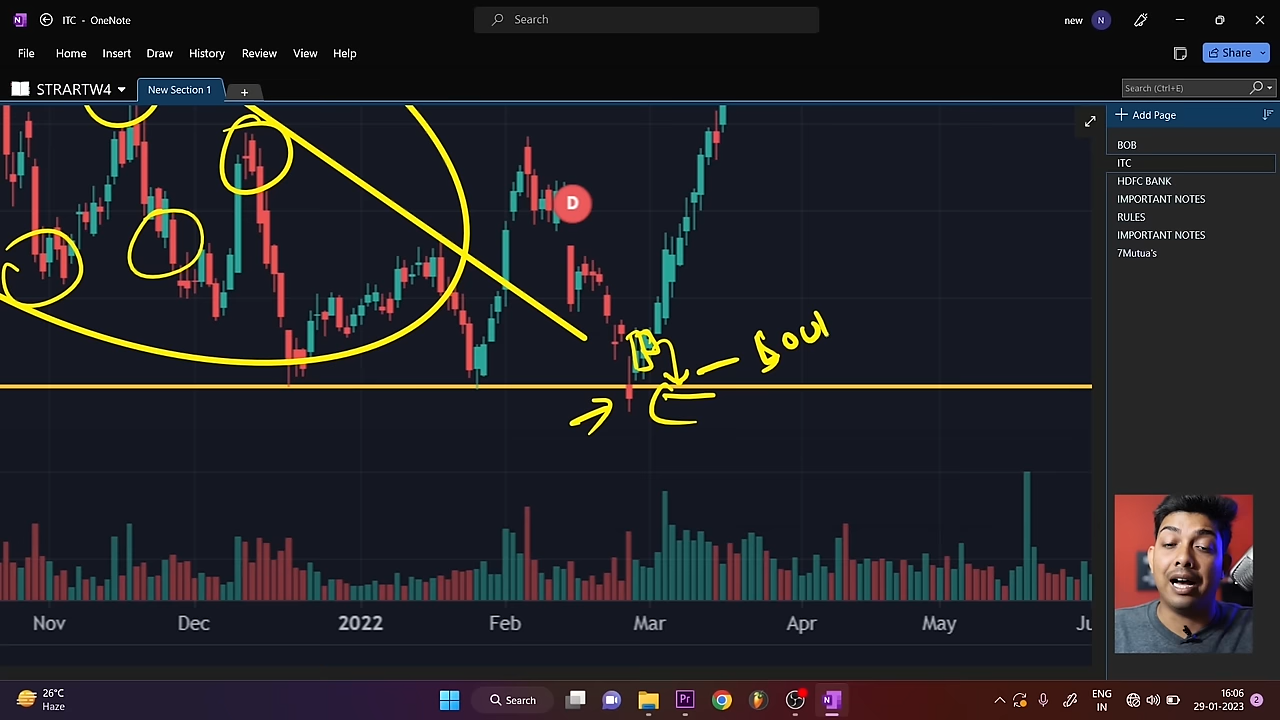 ITC - OneNote
Search
new
N
File
Home
Insert
Draw
History
Review
View
Help
Share
STRARTW4
New Section 1
+
Search (Ctrl+E)
Add Page
BOB
ITC
HDFC BANK
IMPORTANT NOTES
RULES
IMPORTANT NOTES
7Mutua's
D
Nov
Dec
2022
Feb
Mar
Apr
May
26°C
Haze
Search
Pr
ENG
IN
16:06
29-01-2023
2